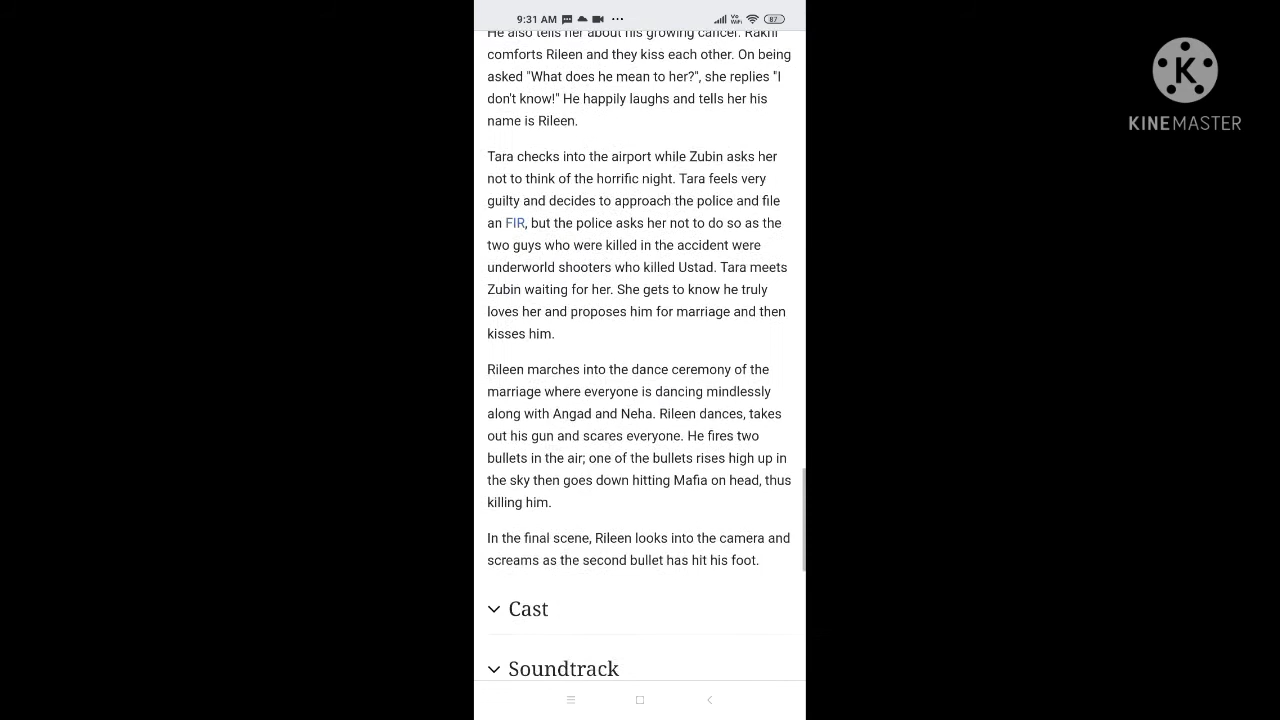 9:31 AM
Vo
WiFi
87
He also tells her about his growing cancer. Rakhi
comforts Rileen and they kiss each other. On being
asked "What does he mean to her?", she replies "I
don't know!" He happily laughs and tells her his
name is Rileen.
Tara checks into the airport while Zubin asks her
not to think of the horrific night. Tara feels very
guilty and decides to approach the police and file
an FIR, but the police asks her not to do so as the
two guys who were killed in the accident were
underworld shooters who killed Ustad. Tara meets
Zubin waiting for her. She gets to know he truly
loves her and proposes him for marriage and then
kisses him.
Rileen marches into the dance ceremony of the
marriage where everyone is dancing mindlessly
along with Angad and Neha. Rileen dances, takes
out his gun and scares everyone. He fires two
bullets in the air; one of the bullets rises high up in
the sky then goes down hitting Mafia on head, thus
killing him.
In the final scene, Rileen looks into the camera and
screams as the second bullet has hit his foot.
Cast
Soundtrack
K
KINEMASTER